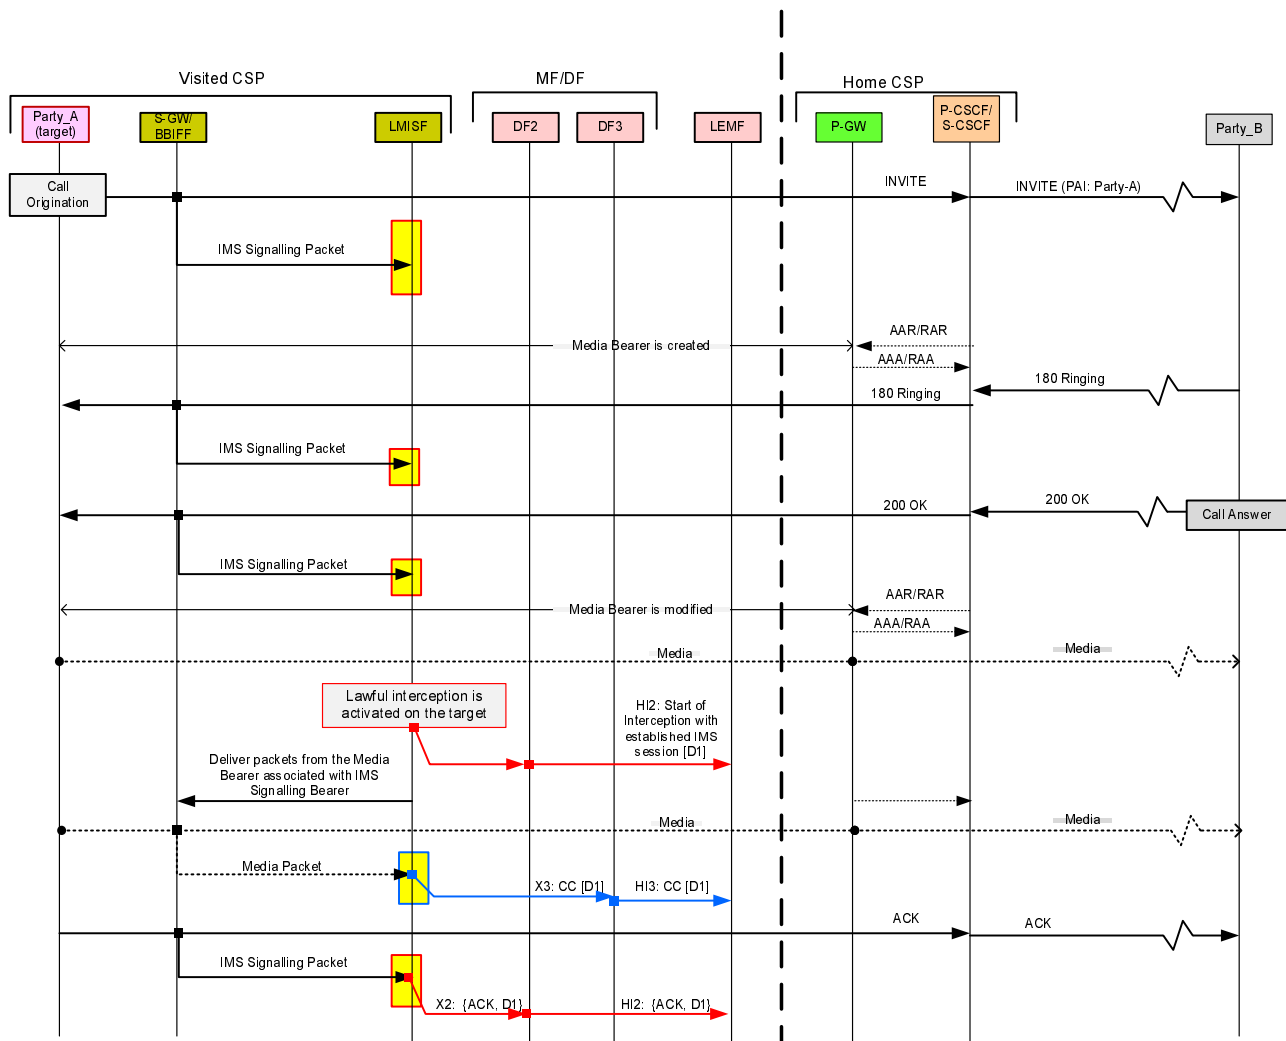 Visited CSP
MF/DF
Home CSP
Party_A
(target)
S-GW/
BBIFF
LMISF
DF2
DF3
LEMF
P-GW
P-CSCF/
S-CSCF
Party_B
Call
Origination
INVITE
INVITE (PAI: Party-A)
IMS Signalling Packet
AAR/RAR
Media Bearer is created
AAA/RAA
180 Ringing
180 Ringing
IMS Signalling Packet
200 OK
200 OK
Call Answer
IMS Signalling Packet
AAR/RAR
Media Bearer is modified
AAA/RAA
Media
Media
Lawful interception is
activated on the target
HI2: Start of
Interception with
established IMS
session [D1]
Deliver packets from the Media
Bearer associated with IMS
Signalling Bearer
Media
Media
Media Packet
X3: CC [D1]
HI3: CC [D1]
ACK
ACK
IMS Signalling Packet
X2: {ACK, D1}
HI2: {ACK, D1}